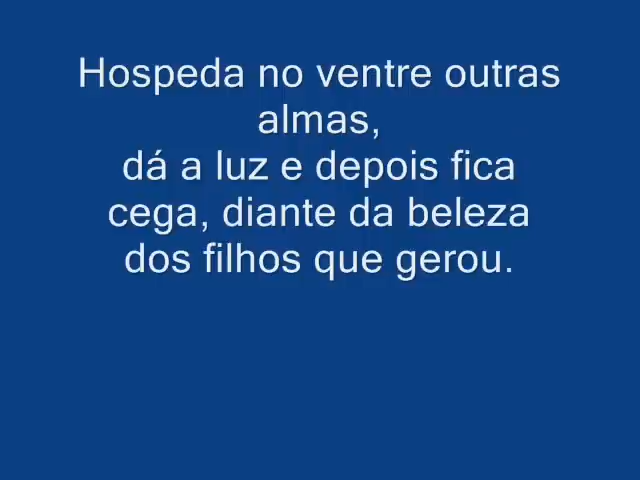 Hospeda no ventre outras
almas,
dá a luz e depois fica
cega, diante da beleza
dos filhos que gerou.